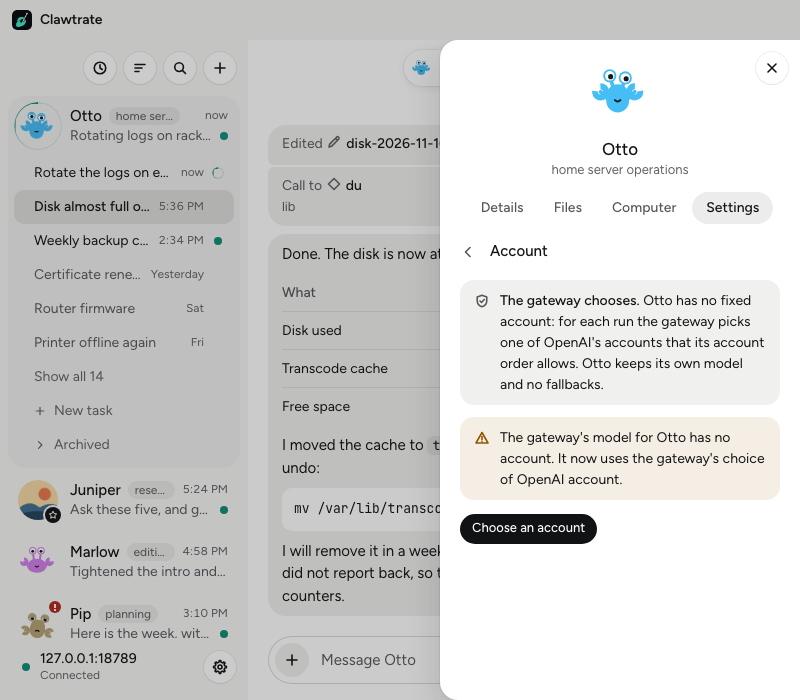 Clawtrate
Otto home ser... now
Rotating logs on rack...
Rotate the logs on e... now
Disk almost full o... 5:36 PM
Weekly backup c... 2:34 PM
Certificate rene... Yesterday
Router firmware Sat
Printer offline again Fri
Show all 14
New task
Archived
Juniper rese... 5:24 PM
Ask these five, and g...
Marlow editi... 4:58 PM
Tightened the intro and...
Pip planning 3:10 PM
Here is the week. wit...
127.0.0.1:18789
Connected
Edited disk-2026-11-1
Call to du
lib
Done. The disk is now at
What
Disk used
Transcode cache
Free space
I moved the cache to
undo:
mv /var/lib/transco
I will remove it in a week
did not report back, so t
counters.
Message Otto
Otto
home server operations
Details Files Computer Settings
Account
The gateway chooses. Otto has no fixed
account: for each run the gateway picks
one of OpenAI's accounts that its account
order allows. Otto keeps its own model
and no fallbacks.
The gateway's model for Otto has no
account. It now uses the gateway's choice
of OpenAI account.
Choose an account